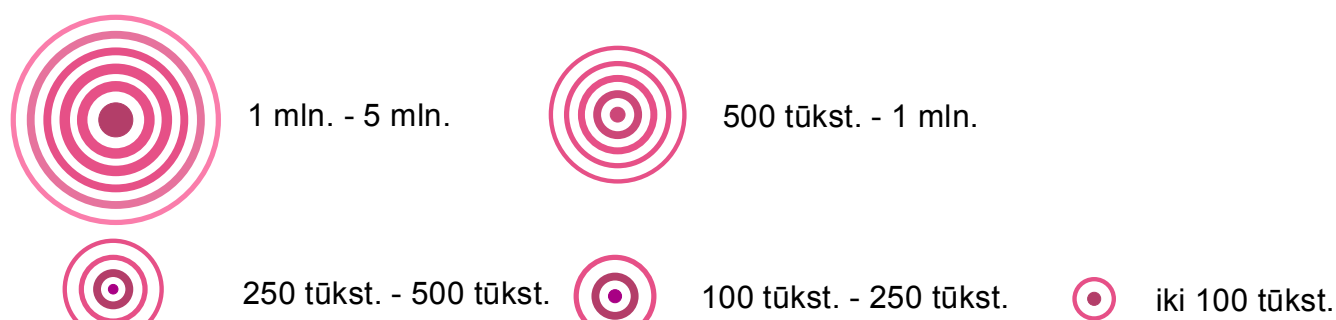 1 mln. - 5 mln.
500 tūkst. - 1 mln.
250 tūkst. - 500 tūkst.
100 tūkst. - 250 tūkst.
iki 100 tūkst.